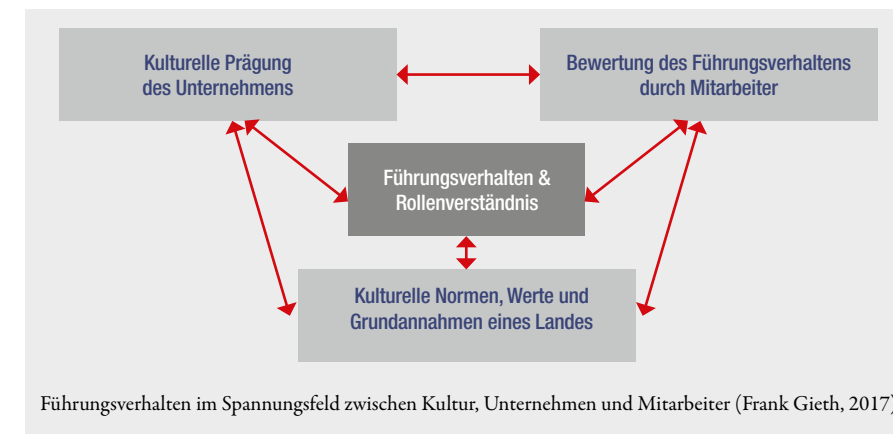 Kulturelle Prägung
des Unternehmens
Bewertung des Führungsverhaltens
durch Mitarbeiter
Führungsverhalten &
Rollenverständnis
Kulturelle Normen, Werte und
Grundannahmen eines Landes
Führungsverhalten im Spannungsfeld zwischen Kultur, Unternehmen und Mitarbeiter (Frank Gieth, 2017)